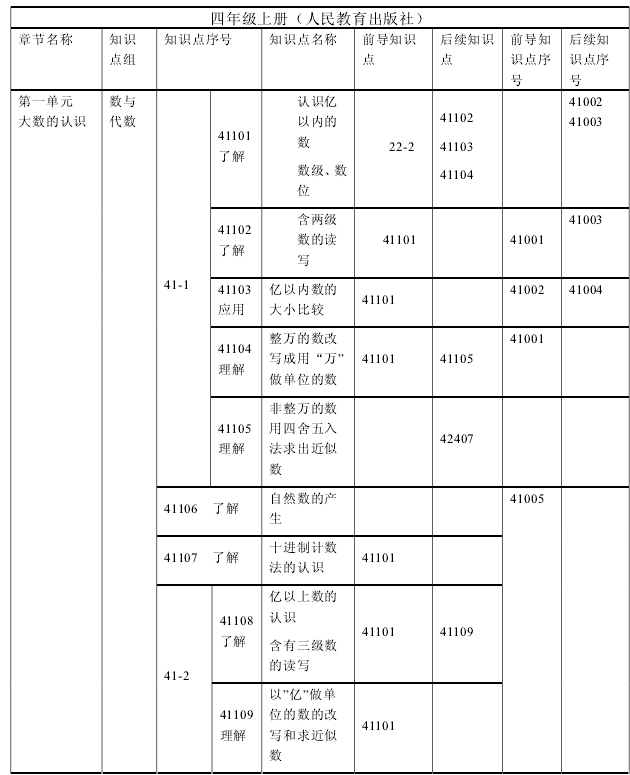 四年级上册（人民教育出版社）
章节名称
知识
点组
知识点序号
知识点名称
前导知识
点
后续知识
点
前导知
识点序
号
后续知
识点序
号
第一单元
大数的认识
数与
代数
41-1
41101
了解
认识亿
以内的
数
数级、数
位
22-2
41102
41103
41104
41002
41003
41102
了解
含两级
数的读
写
41101
41001
41003
41103
应用
亿以内数的
大小比较
41101
41002
41004
41104
理解
整万的数改
写成用“万”
做单位的数
41101
41105
41001
41105
理解
非整万的数
用四舍五入
法求出近似
数
42407
41106 了解
自然数的产
生
41005
41107 了解
十进制计数
法的认识
41101
41-2
41108
了解
亿以上数的
认识
含有三级数
的读写
41101
41109
41109
理解
以”亿”做单
位的数的改
写和求近似
数
41101